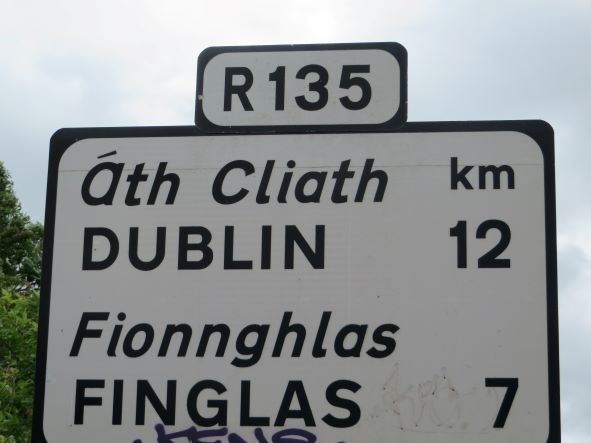 R135
Áth Cliath km
DUBLIN 12
Fionnghlas
FINGLAS 7